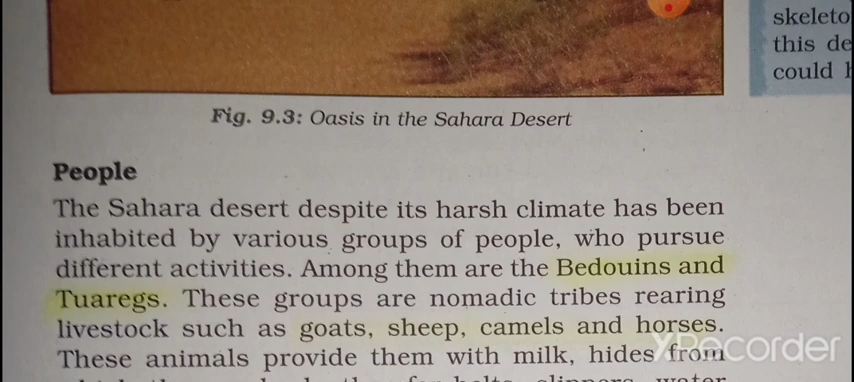 skeleto
this de
could
Fig. 9.3: Oasis in the Sahara Desert
People
The Sahara desert despite its harsh climate has been
inhabited by various groups of people, who pursue
different activities. Among them are the Bedouins and
Tuaregs. These groups are nomadic tribes rearing
livestock such as goats, sheep, camels and horses.
These animals provide them with milk, hides from
XRecorder